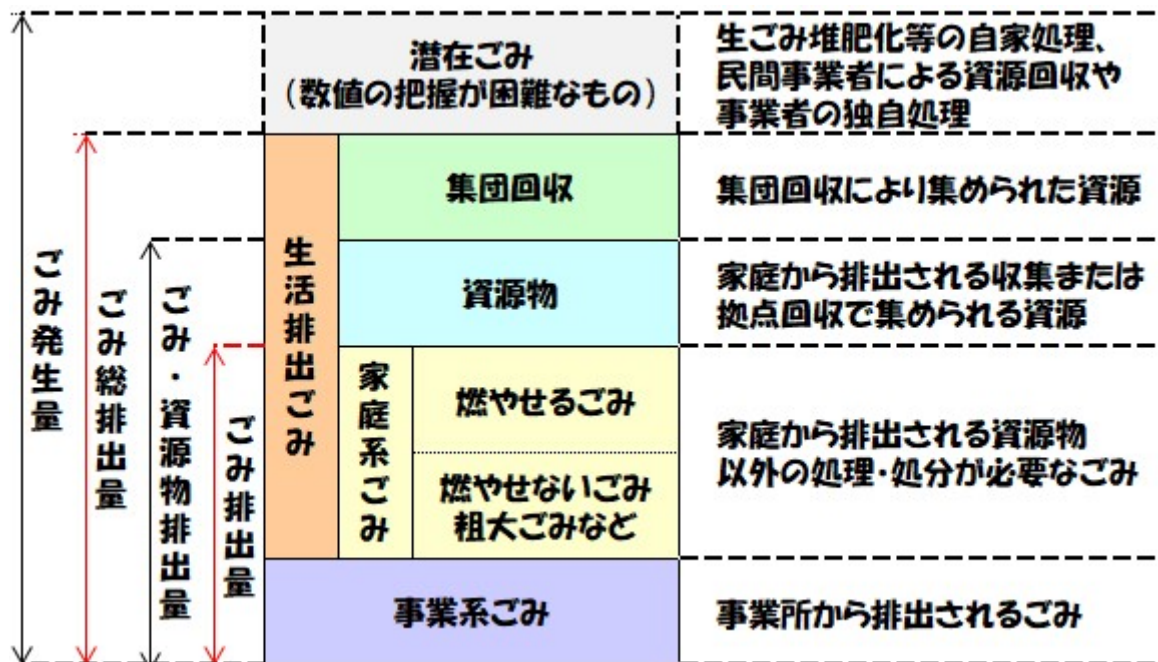 潜在ごみ
（数値の把握が困難なもの）
生ごみ堆肥化等の自家処理、
民間事業者による資源回収や
事業者の独自処理
集団回収
集団回収により集められた資源
資源物
家庭から排出される収集または
拠点回収で集められる資源
生活排出ごみ
家庭系ごみ
燃やせるごみ
燃やせないごみ
粗大ごみなど
家庭から排出される資源物
以外の処理・処分が必要なごみ
事業系ごみ
事業所から排出されるごみ
ごみ発生量
ごみ総排出量
ごみ・資源物排出量
ごみ排出量